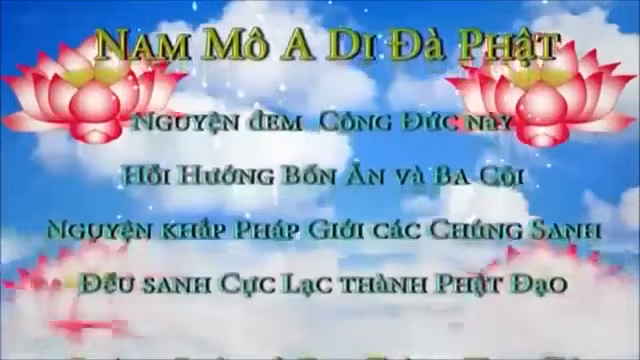 Nam Mô A Di Đà Phật
Nguyện đem Công Đức này
Hồi Hướng Bốn Ân và Ba Cõi
Nguyện khắp Pháp Giới các Chúng Sanh
Đều sanh Cực Lạc thành Phật Đạo